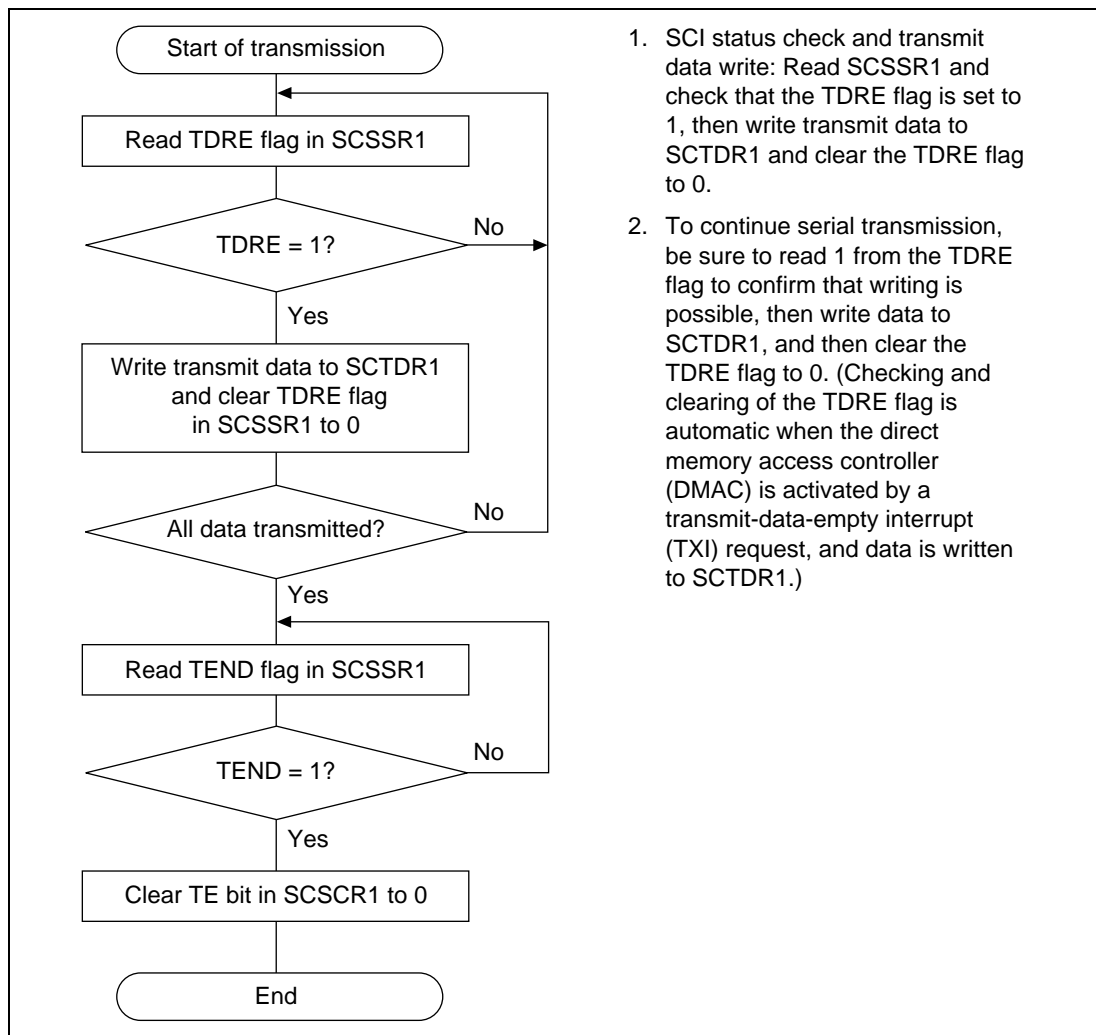 Start of transmission
Read TDRE flag in SCSSR1
TDRE = 1?
No
Yes
Write transmit data to SCTDR1
and clear TDRE flag
in SCSSR1 to 0
All data transmitted?
No
Yes
Read TEND flag in SCSSR1
TEND = 1?
No
Yes
Clear TE bit in SCSCR1 to 0
End
1. SCI status check and transmit
data write: Read SCSSR1 and
check that the TDRE flag is set to
1, then write transmit data to
SCTDR1 and clear the TDRE flag
to 0.
2. To continue serial transmission,
be sure to read 1 from the TDRE
flag to confirm that writing is
possible, then write data to
SCTDR1, and then clear the
TDRE flag to 0. (Checking and
clearing of the TDRE flag is
automatic when the direct
memory access controller
(DMAC) is activated by a
transmit-data-empty interrupt
(TXI) request, and data is written
to SCTDR1.)